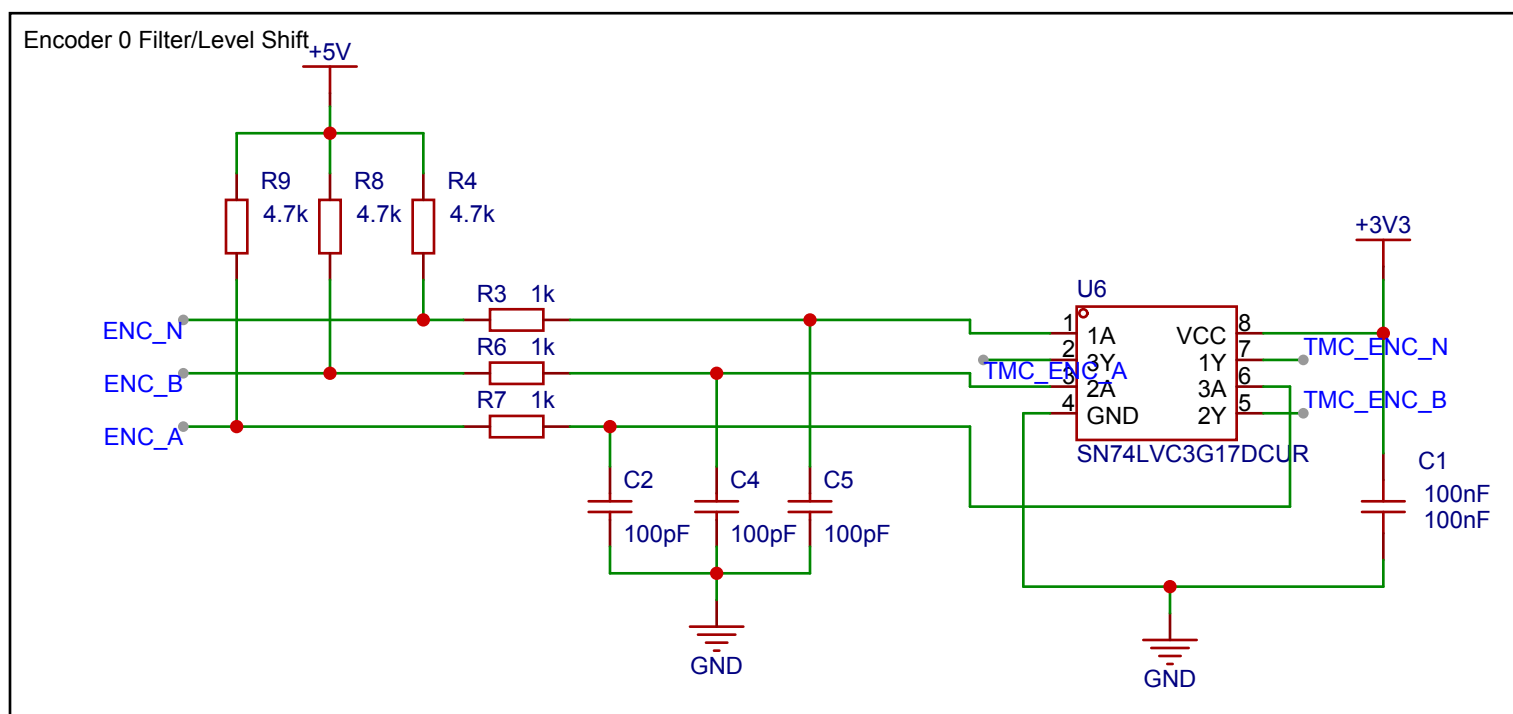 Encoder 0 Filter/Level Shift
+5V
R9
4.7k
R8
4.7k
R4
4.7k
+3V3
ENC_N
R3 1k
ENC_B
R6 1k
ENC_A
R7 1k
U6
1
1A
VCC
8
2
3Y
1Y
7
3
2A
3A
6
4
GND
2Y
5
TMC_ENC_A
TMC_ENC_N
TMC_ENC_B
SN74LVC3G17DCUR
C2
100pF
C4
100pF
C5
100pF
C1
100nF
100nF
GND
GND